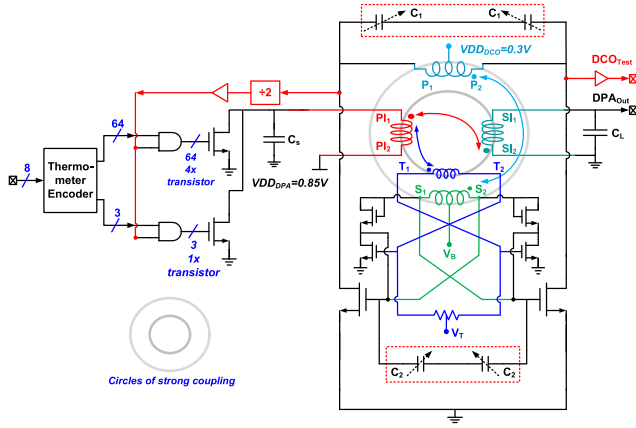 C1
C1
VDDDCO=0.3V
DCOTest
÷2
P1
P2
DPAOut
64
PI1
SI1
8
Thermo-
meter
Encoder
64
4x
transistor
Cs
PI2
SI2
CL
T1
T2
VDDDPA=0.85V
3
S1
S2
3
1x
transistor
VB
VT
Circles of strong coupling
C2
C2